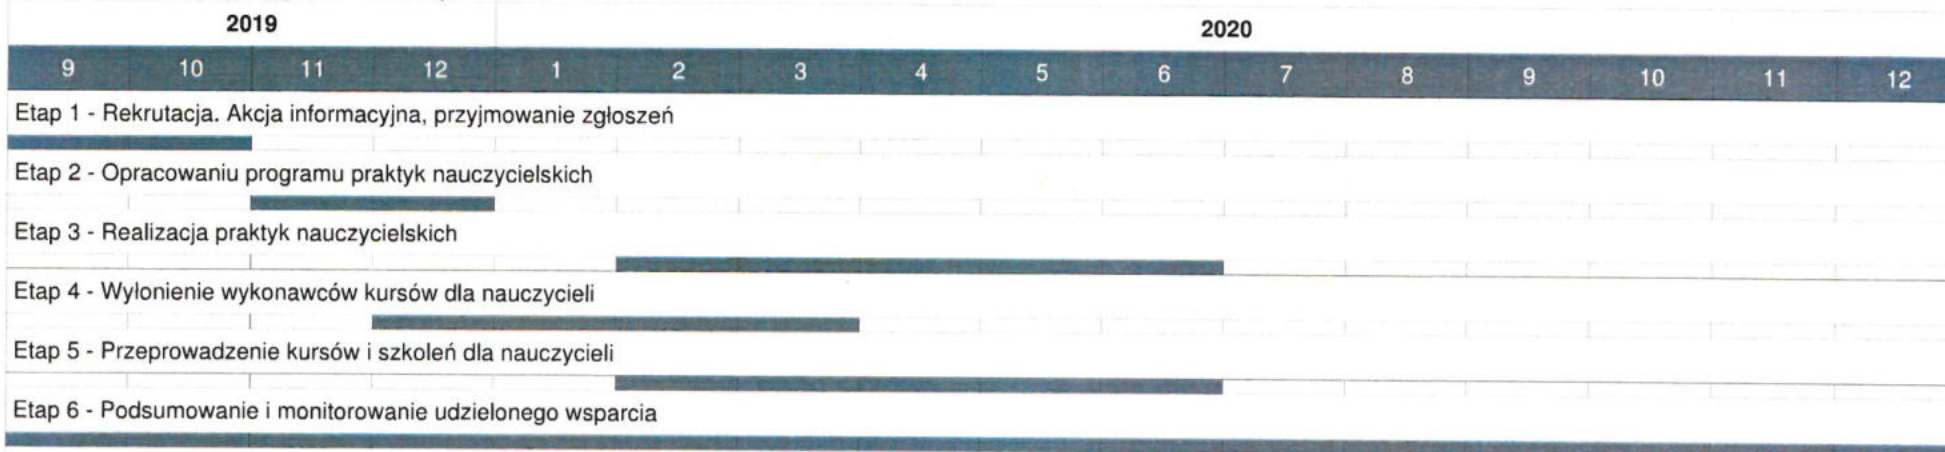 2019 2020
9 10 11 12 1 2 3 4 5 6 7 8 9 10 11 12
Etap 1 - Rekrutacja. Akcja informacyjna, przyjmowanie zgłoszeń
Etap 2 - Opracowaniu programu praktyk nauczycielskich
Etap 3 - Realizacja praktyk nauczycielskich
Etap 4 - Wyłonienie wykonawców kursów dla nauczycieli
Etap 5 - Przeprowadzenie kursów i szkoleń dla nauczycieli
Etap 6 - Podsumowanie i monitorowanie udzielonego wsparcia